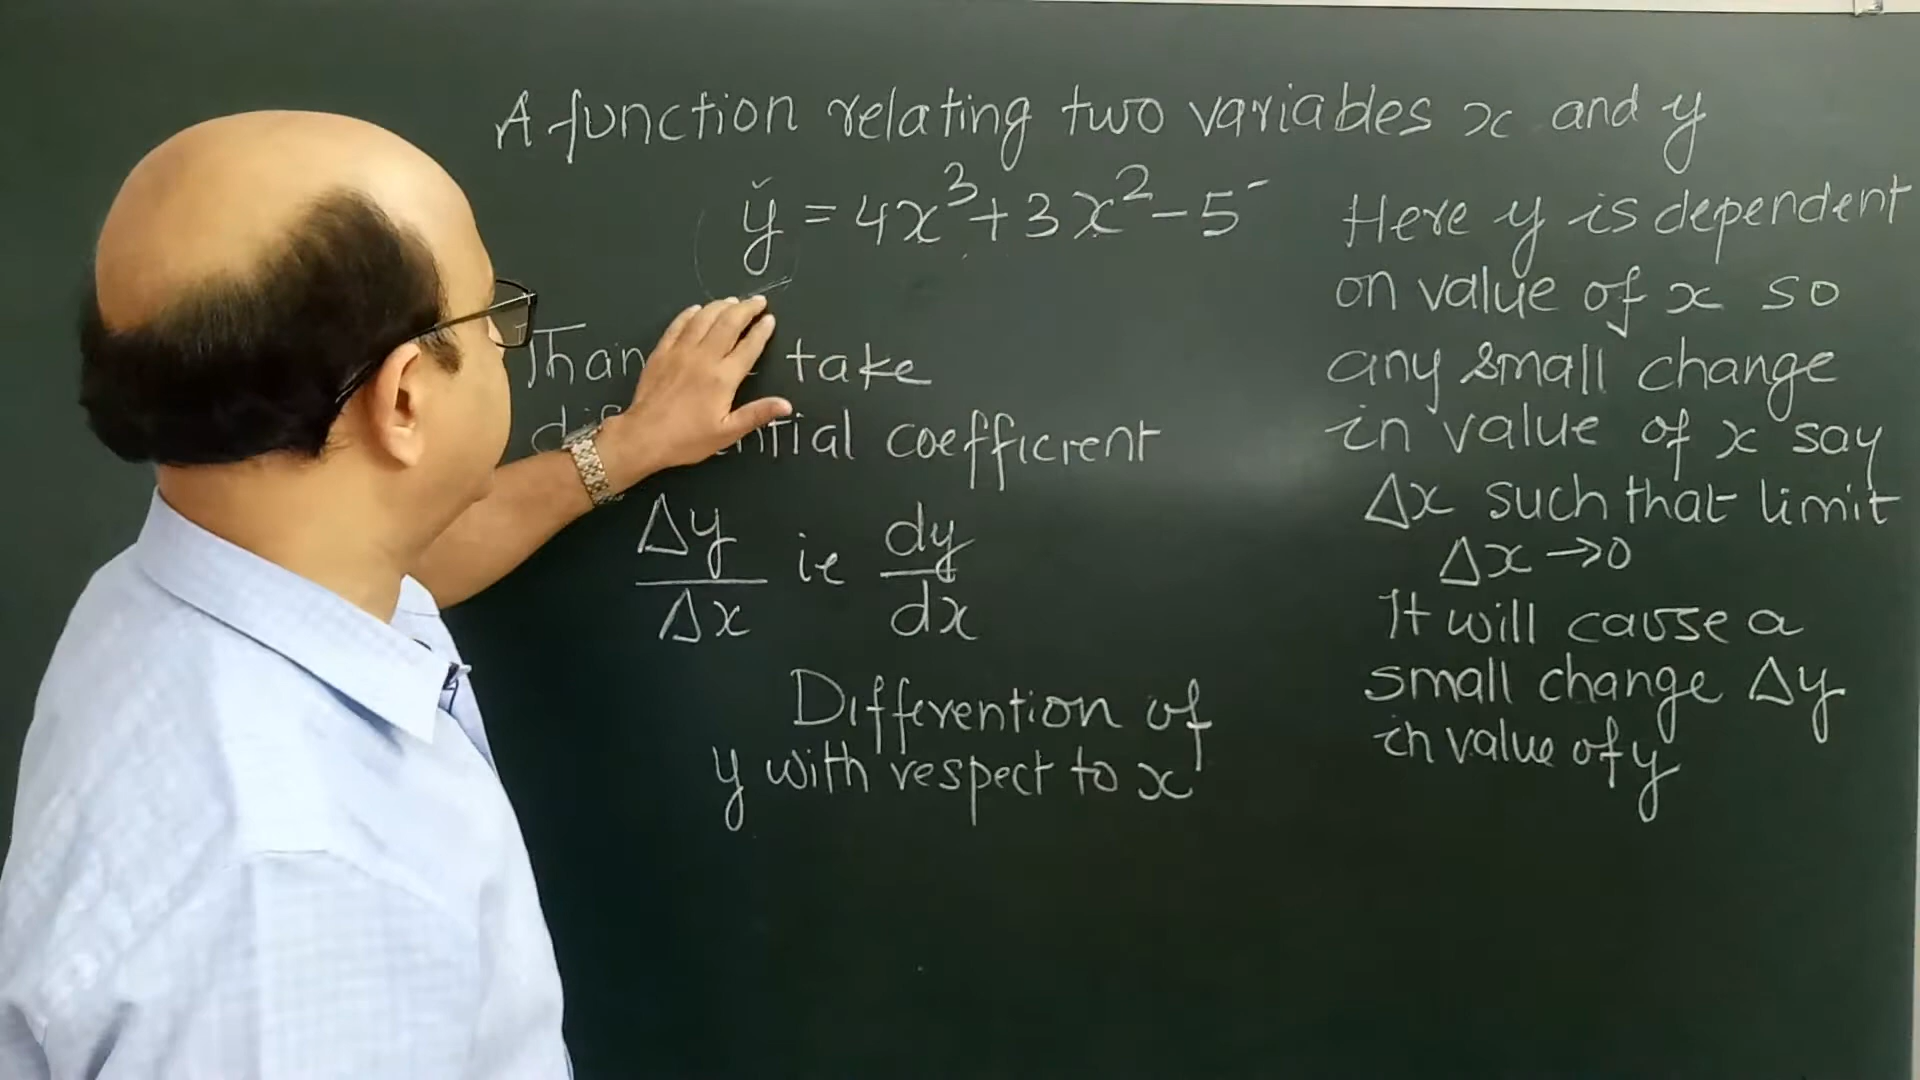 A function relating two variables x and y
y = 4x³ + 3x² - 5
Than take
coefficient
Δy/Δx ie dy/dx
Differention of
y with respect to x
Here y is dependent
on value of x so
any small change
in value of x say
Δx such that limit
Δx → 0
It will cause a
small change Δy
in value of y